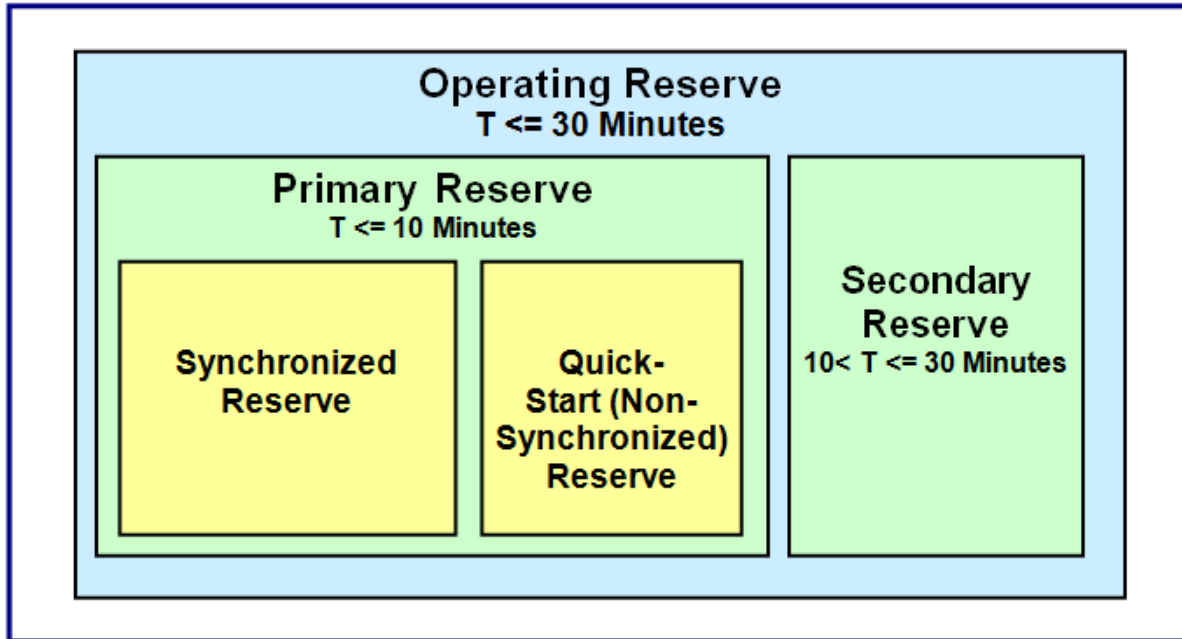 Operating Reserve
T <= 30 Minutes
Primary Reserve
T <= 10 Minutes
Synchronized
Reserve
Quick-
Start (Non-
Synchronized)
Reserve
Secondary
Reserve
10< T <= 30 Minutes